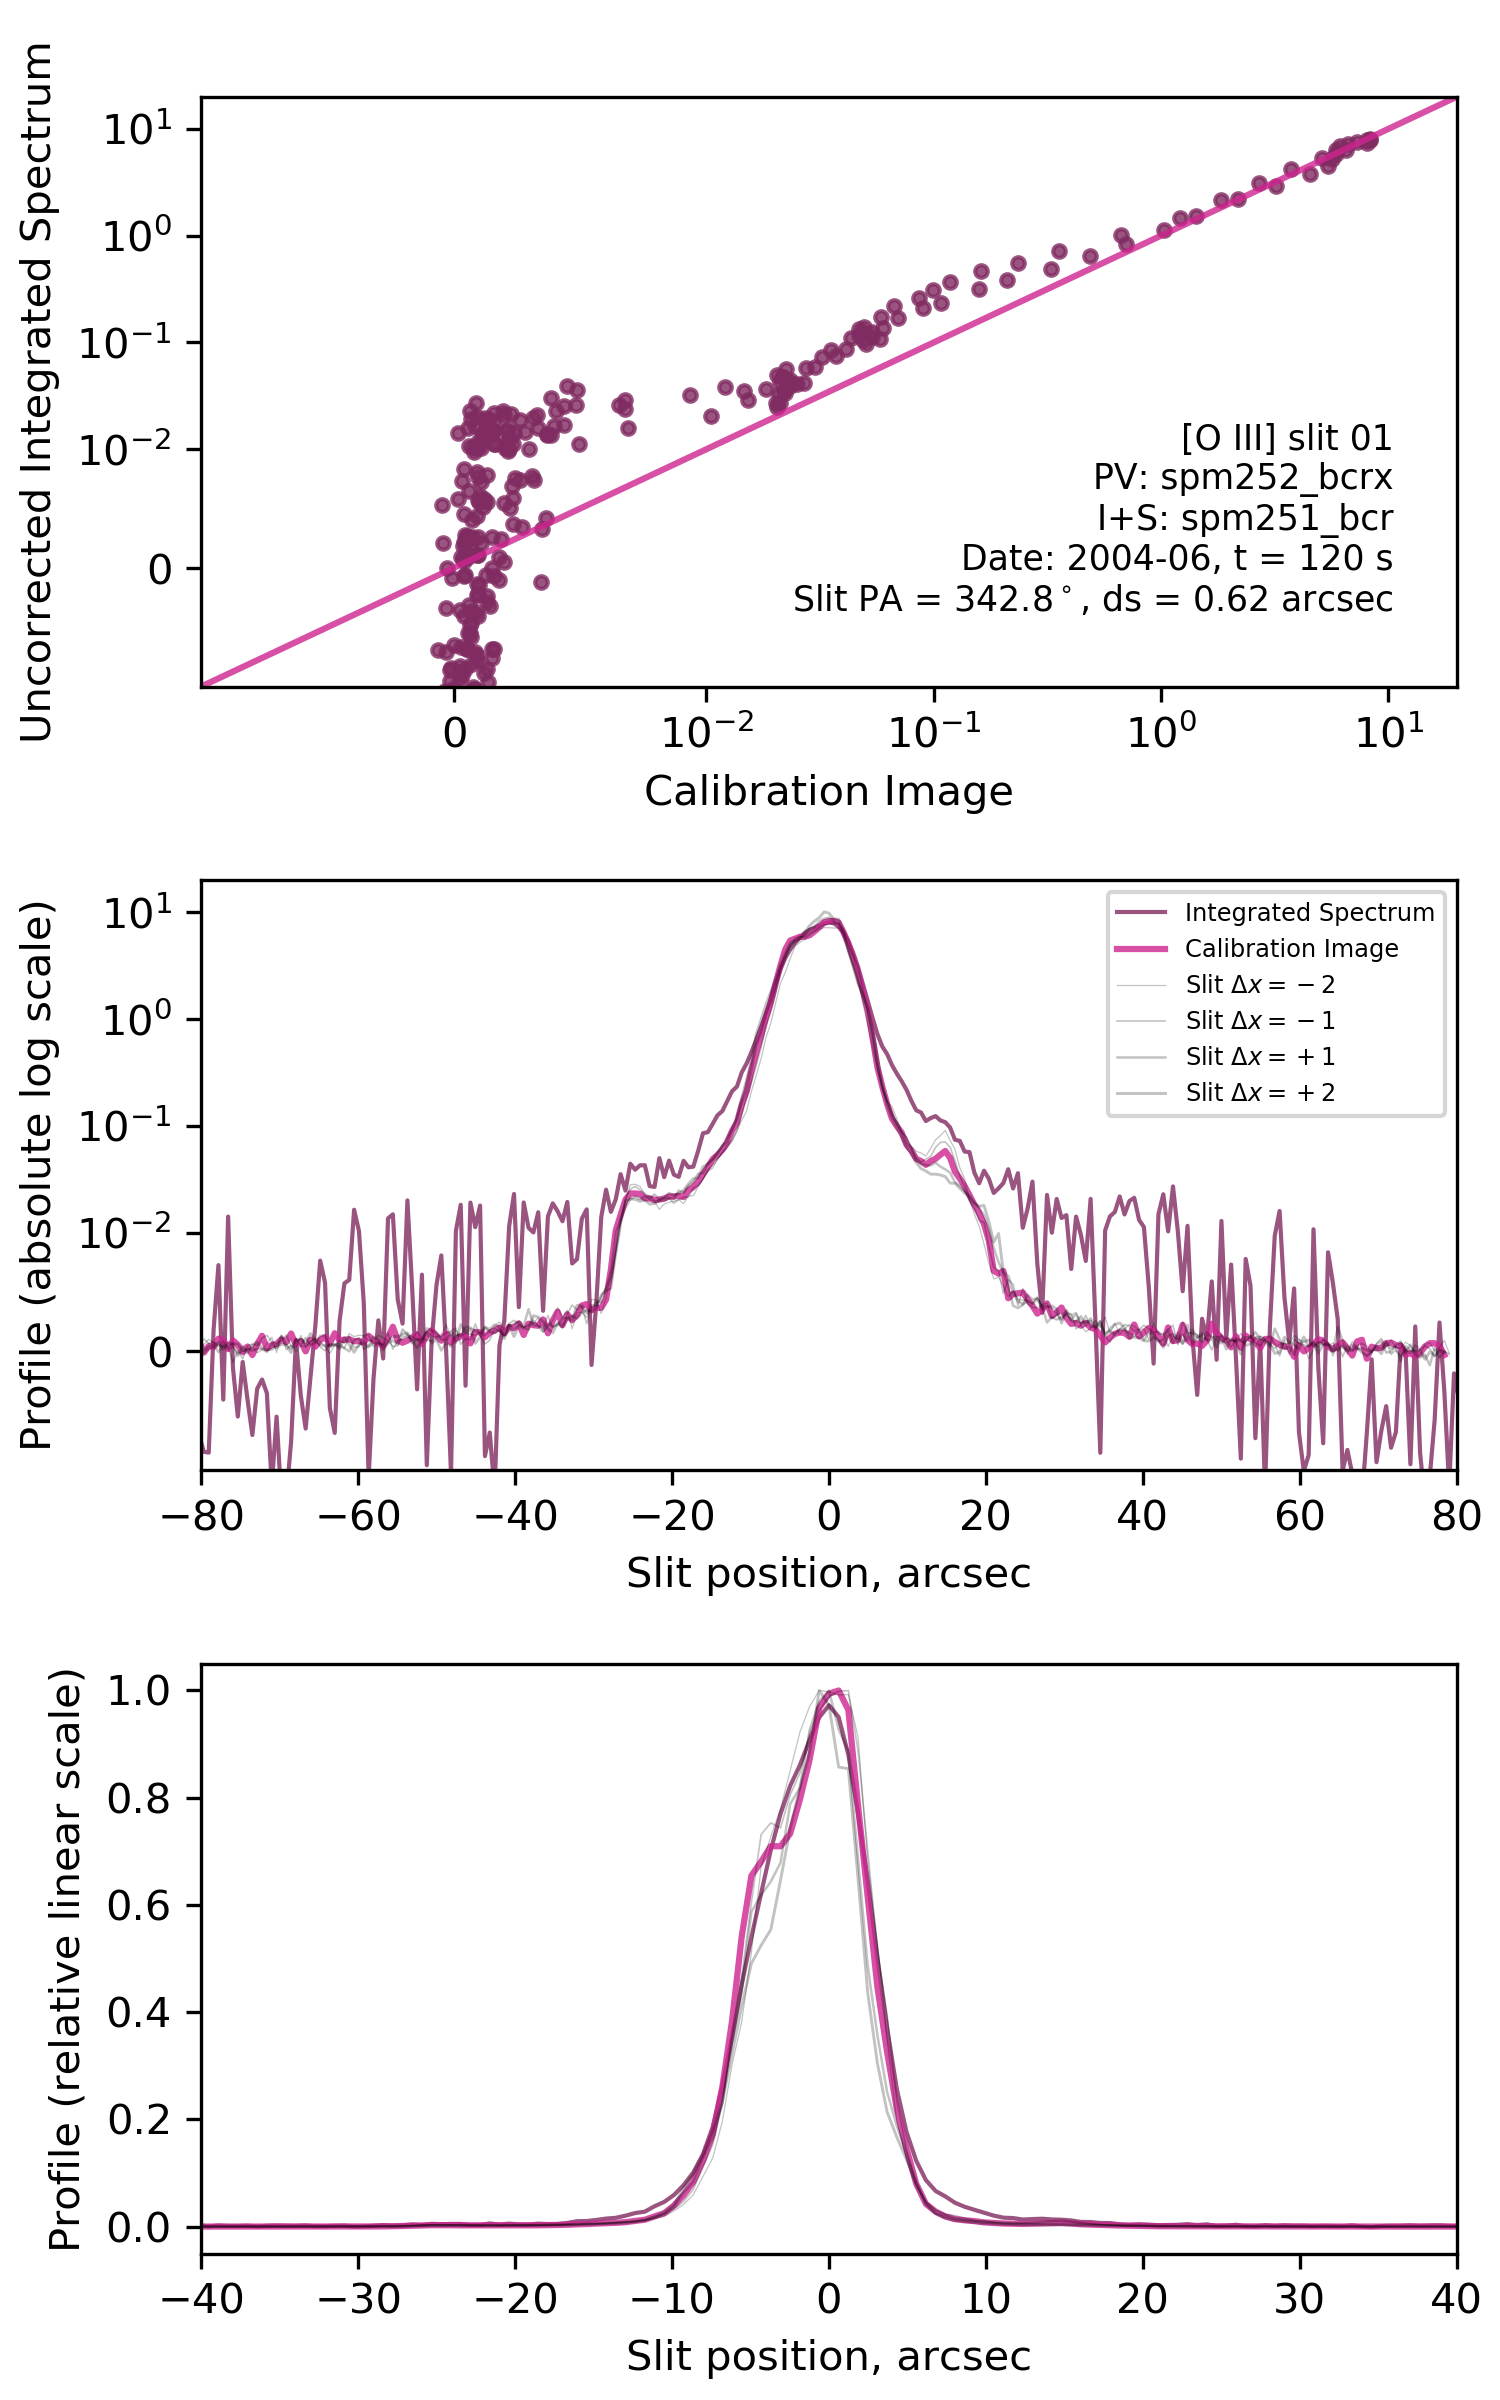 Uncorrected Integrated Spectrum
10¹
10⁰
10⁻¹
10⁻²
0
[O III] slit 01
PV: spm252_bcrx
I+S: spm251_bcr
Date: 2004-06, t = 120 s
Slit PA = 342.8°, ds = 0.62 arcsec
0 10⁻² 10⁻¹ 10⁰ 10¹
Calibration Image
Profile (absolute log scale)
10¹
10⁰
10⁻¹
10⁻²
0
Integrated Spectrum
Calibration Image
Slit Δx = −2
Slit Δx = −1
Slit Δx = +1
Slit Δx = +2
−80 −60 −40 −20 0 20 40 60 80
Slit position, arcsec
Profile (relative linear scale)
1.0
0.8
0.6
0.4
0.2
0.0
−40 −30 −20 −10 0 10 20 30 40
Slit position, arcsec